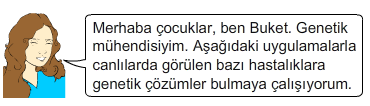 Merhaba çocuklar, ben Buket. Genetik
mühendisiyim. Aşağıdaki uygulamalarla
canlılarda görülen bazı hastalıklara
genetik çözümler bulmaya çalışıyorum.